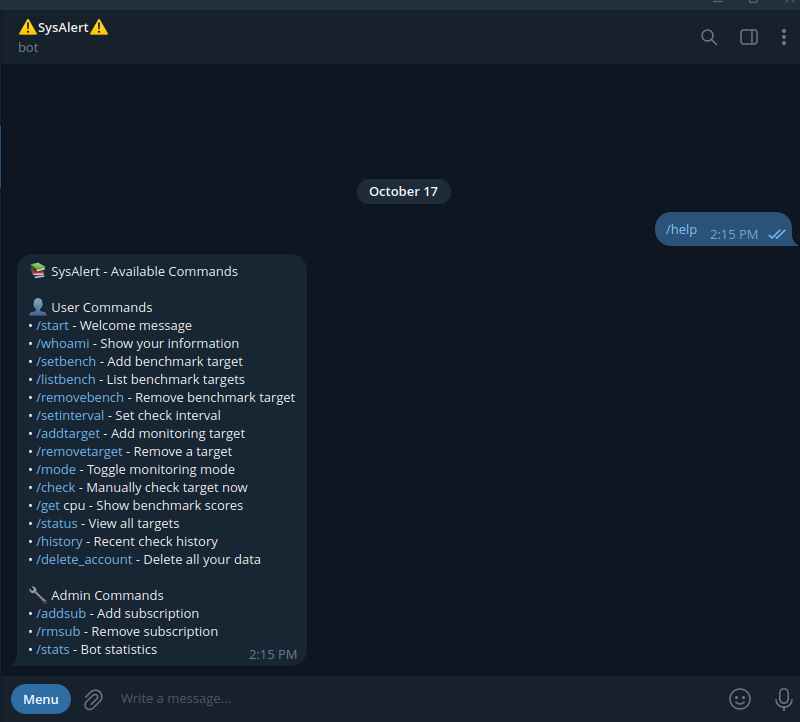 ⚠️SysAlert⚠️
bot
October 17
/help 2:15 PM
📚 SysAlert - Available Commands
👤 User Commands
• /start - Welcome message
• /whoami - Show your information
• /setbench - Add benchmark target
• /listbench - List benchmark targets
• /removebench - Remove benchmark target
• /setinterval - Set check interval
• /addtarget - Add monitoring target
• /removetarget - Remove a target
• /mode - Toggle monitoring mode
• /check - Manually check target now
• /get cpu - Show benchmark scores
• /status - View all targets
• /history - Recent check history
• /delete_account - Delete all your data
🔧 Admin Commands
• /addsub - Add subscription
• /rmsub - Remove subscription
• /stats - Bot statistics
2:15 PM
Menu
Write a message...